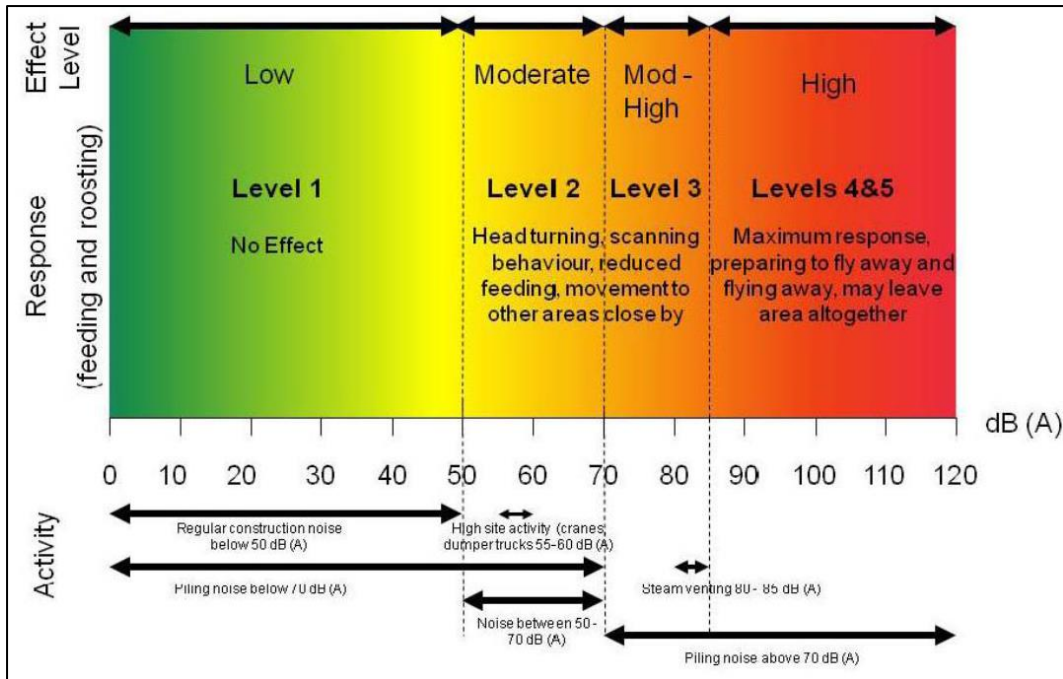 Effect
Level
Low
Moderate
Mod -
High
High
Response
(feeding and roosting)
Level 1
No Effect
Level 2
Level 3
Head turning, scanning
behaviour, reduced
feeding, movement to
other areas close by
Levels 4&5
Maximum response,
preparing to fly away and
flying away, may leave
area altogether
dB (A)
0 10 20 30 40 50 60 70 80 90 100 110 120
Activity
Regular construction noise
below 50 dB (A)
High site activity (cranes
dumper trucks 55-60 dB (A)
Piling noise below 70 dB (A)
Steam venting 80 - 85 dB (A)
Noise between 50 -
70 dB (A)
Piling noise above 70 dB (A)